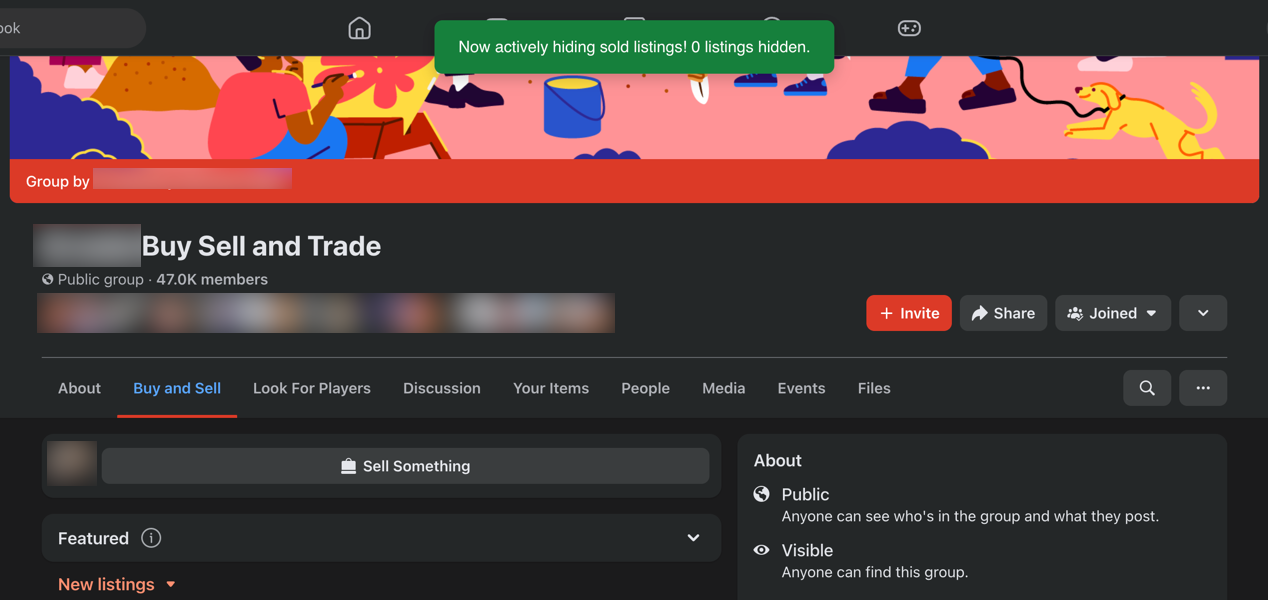 ook
Now actively hiding sold listings! 0 listings hidden.
Group by
Buy Sell and Trade
Public group · 47.0K members
+ Invite
Share
Joined
About
Buy and Sell
Look For Players
Discussion
Your Items
People
Media
Events
Files
Sell Something
Featured
New listings
About
Public
Anyone can see who's in the group and what they post.
Visible
Anyone can find this group.